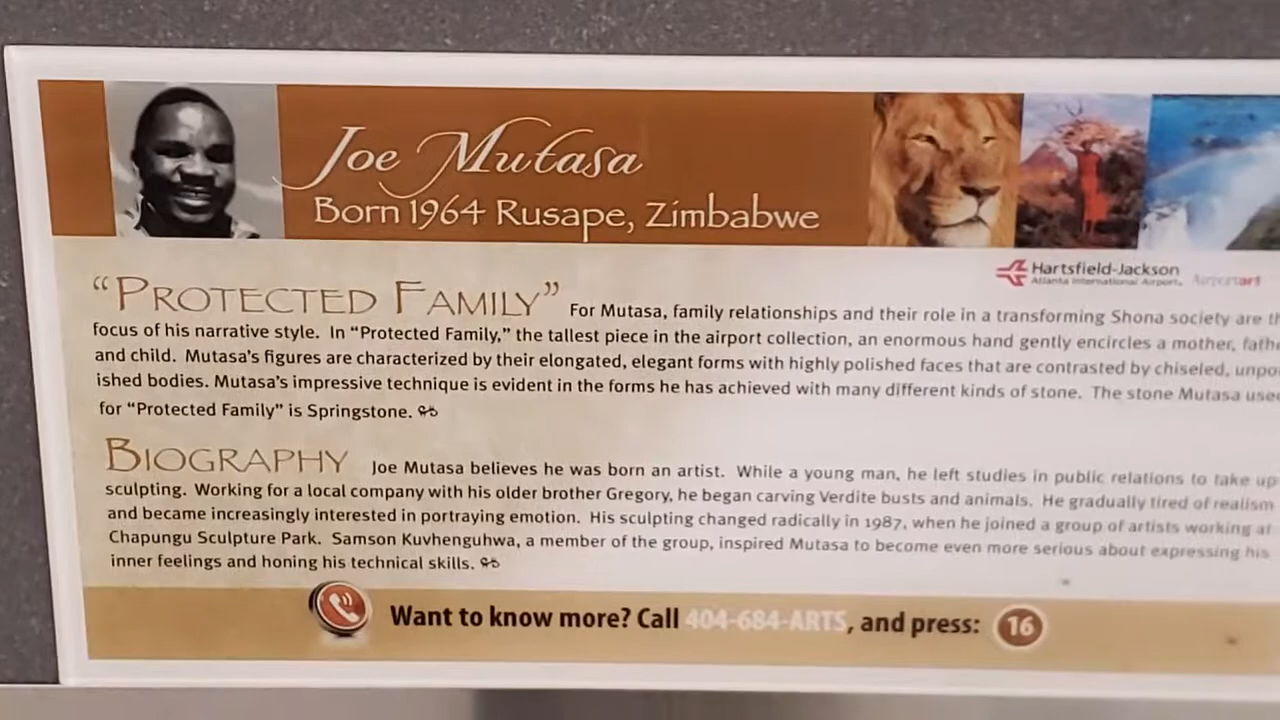 Joe Mutasa
Born 1964 Rusape, Zimbabwe
Hartsfield-Jackson
Atlanta International Airport
Airportart
"PROTECTED FAMILY" For Mutasa, family relationships and their role in a transforming Shona society are
focus of his narrative style. In "Protected Family," the tallest piece in the airport collection, an enormous hand gently encircles a mother,
and child. Mutasa's figures are characterized by their elongated, elegant forms with highly polished faces that are contrasted by chiseled,
ished bodies. Mutasa's impressive technique is evident in the forms he has achieved with many different kinds of stone. The stone Mutasa
for "Protected Family" is Springstone.
BIOGRAPHY Joe Mutasa believes he was born an artist. While a young man, he left studies in public relations to take up
sculpting. Working for a local company with his older brother Gregory, he began carving Verdite busts and animals. He gradually tired of realism
and became increasingly interested in portraying emotion. His sculpting changed radically in 1987, when he joined a group of artists working at
Chapungu Sculpture Park. Samson Kuvhenguhwa, a member of the group, inspired Mutasa to become even more serious about expressing his
inner feelings and honing his technical skills.
Want to know more? Call 404-684-ARTS, and press: 16